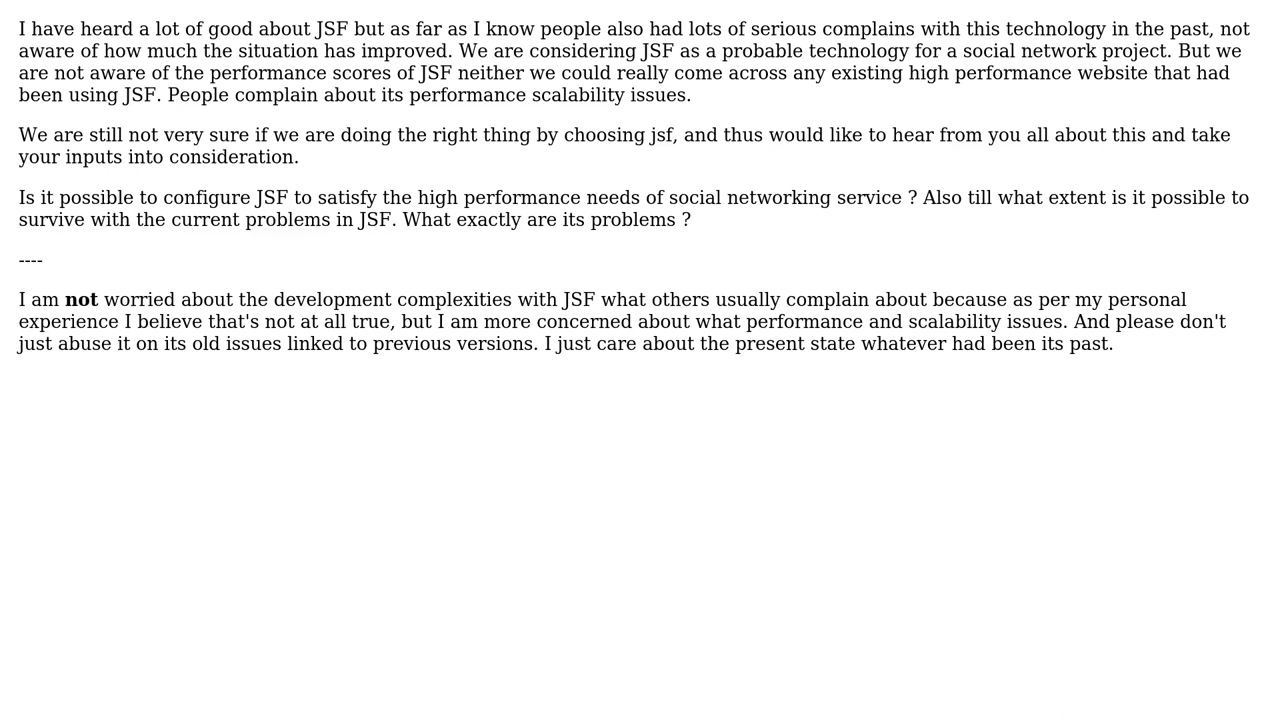 I have heard a lot of good about JSF but as far as I know people also had lots of serious complains with this technology in the past, not
aware of how much the situation has improved. We are considering JSF as a probable technology for a social network project. But we
are not aware of the performance scores of JSF neither we could really come across any existing high performance website that had
been using JSF. People complain about its performance scalability issues.
We are still not very sure if we are doing the right thing by choosing jsf, and thus would like to hear from you all about this and take
your inputs into consideration.
Is it possible to configure JSF to satisfy the high performance needs of social networking service ? Also till what extent is it possible to
survive with the current problems in JSF. What exactly are its problems ?
----
I am not worried about the development complexities with JSF what others usually complain about because as per my personal
experience I believe that's not at all true, but I am more concerned about what performance and scalability issues. And please don't
just abuse it on its old issues linked to previous versions. I just care about the present state whatever had been its past.